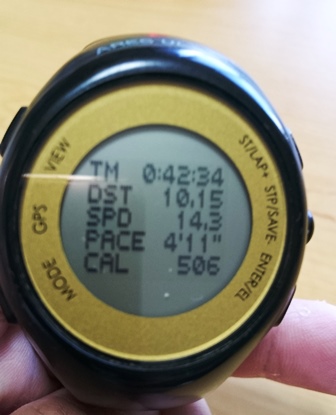 VIEW
GPS
MODE
ST/LAP+
STP/SAVE-
ENTER/EL
TM 0:42:34
DST 10,15
SPD 14,3
PACE 4'11"
CAL 506